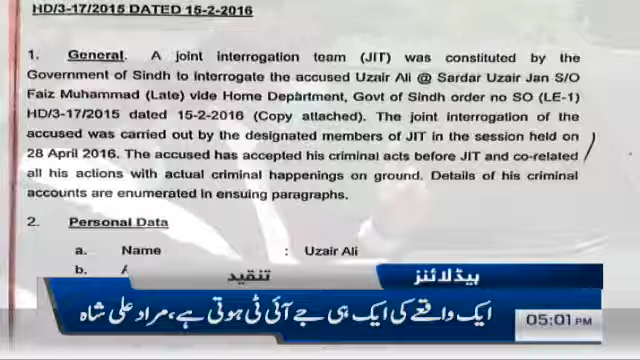 HD/3-17/2015 DATED 15-2-2016
1. General. A joint interrogation team (JIT) was constituted by the
Government of Sindh to interrogate the accused Uzair Ali @ Sardar Uzair Jan S/O
Faiz Muhammad (Late) vide Home Department, Govt of Sindh order no SO (LE-1)
HD/3-17/2015 dated 15-2-2016 (Copy attached). The joint interrogation of the
accused was carried out by the designated members of JIT in the session held on
28 April 2016. The accused has accepted his criminal acts before JIT and co-related
all his actions with actual criminal happenings on ground. Details of his criminal
accounts are enumerated in ensuing paragraphs.
2. Personal Data
a. Name : Uzair Ali
b.
ہیڈلائنز تنقید
ایک واقعے کی ایک ہی جے آئی ٹی ہوتی ہے، مراد علی شاہ
05:01 PM